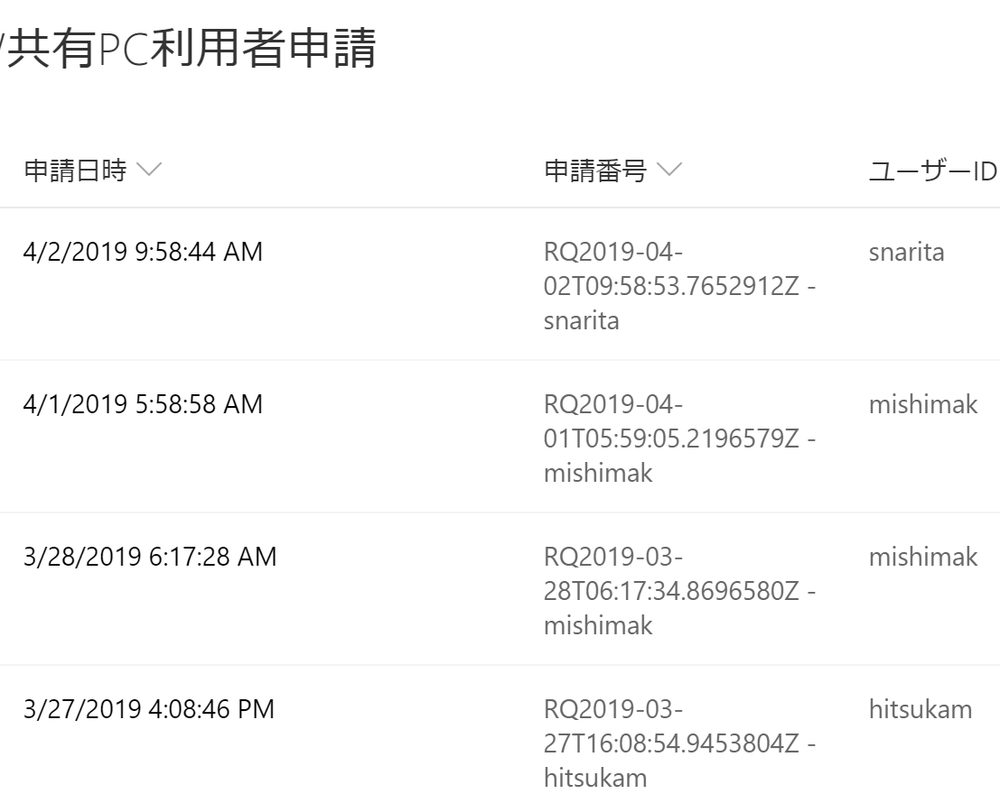 /共有PC利用者申請
申請日時 申請番号 ユーザーID
4/2/2019 9:58:44 AM RQ2019-04- snarita
02T09:58:53.7652912Z -
snarita
4/1/2019 5:58:58 AM RQ2019-04- mishimak
01T05:59:05.2196579Z -
mishimak
3/28/2019 6:17:28 AM RQ2019-03- mishimak
28T06:17:34.8696580Z -
mishimak
3/27/2019 4:08:46 PM RQ2019-03- hitsukam
27T16:08:54.9453804Z -
hitsukam